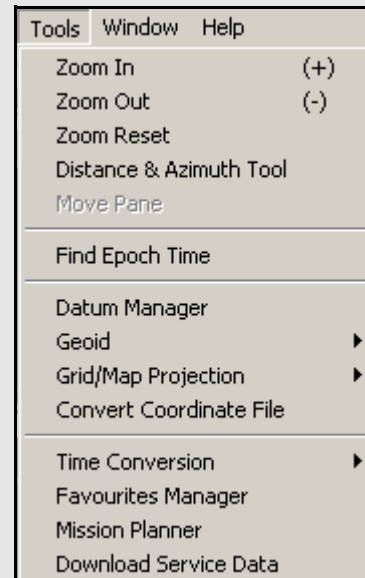 Tools Window Help
Zoom In (+)
Zoom Out (-)
Zoom Reset
Distance & Azimuth Tool
Move Pane
Find Epoch Time
Datum Manager
Geoid
Grid/Map Projection
Convert Coordinate File
Time Conversion
Favourites Manager
Mission Planner
Download Service Data